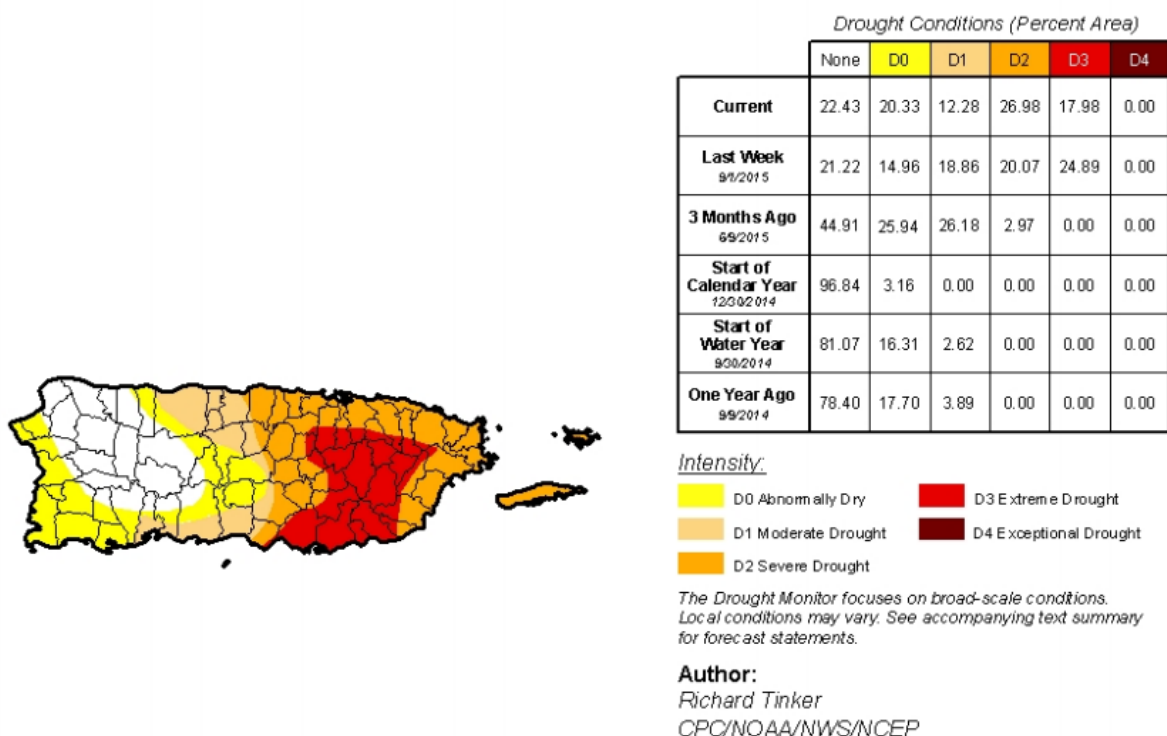 Drought Conditions (Percent Area)
None D0 D1 D2 D3 D4
Current 22.43 20.33 12.28 26.98 17.98 0.00
Last Week 21.22 14.96 18.86 20.07 24.89 0.00
9/1/2015
3 Months Ago 44.91 25.94 26.18 2.97 0.00 0.00
6/9/2015
Start of
Calendar Year 96.84 3.16 0.00 0.00 0.00 0.00
12/30/2014
Start of
Water Year 81.07 16.31 2.62 0.00 0.00 0.00
9/30/2014
One Year Ago 78.40 17.70 3.89 0.00 0.00 0.00
9/9/2014
Intensity:
D0 Abnormally Dry
D3 Extreme Drought
D1 Moderate Drought
D4 Exceptional Drought
D2 Severe Drought
The Drought Monitor focuses on broad-scale conditions.
Local conditions may vary. See accompanying text summary
for forecast statements.
Author:
Richard Tinker
CPC/NOAA/NWS/NCEP